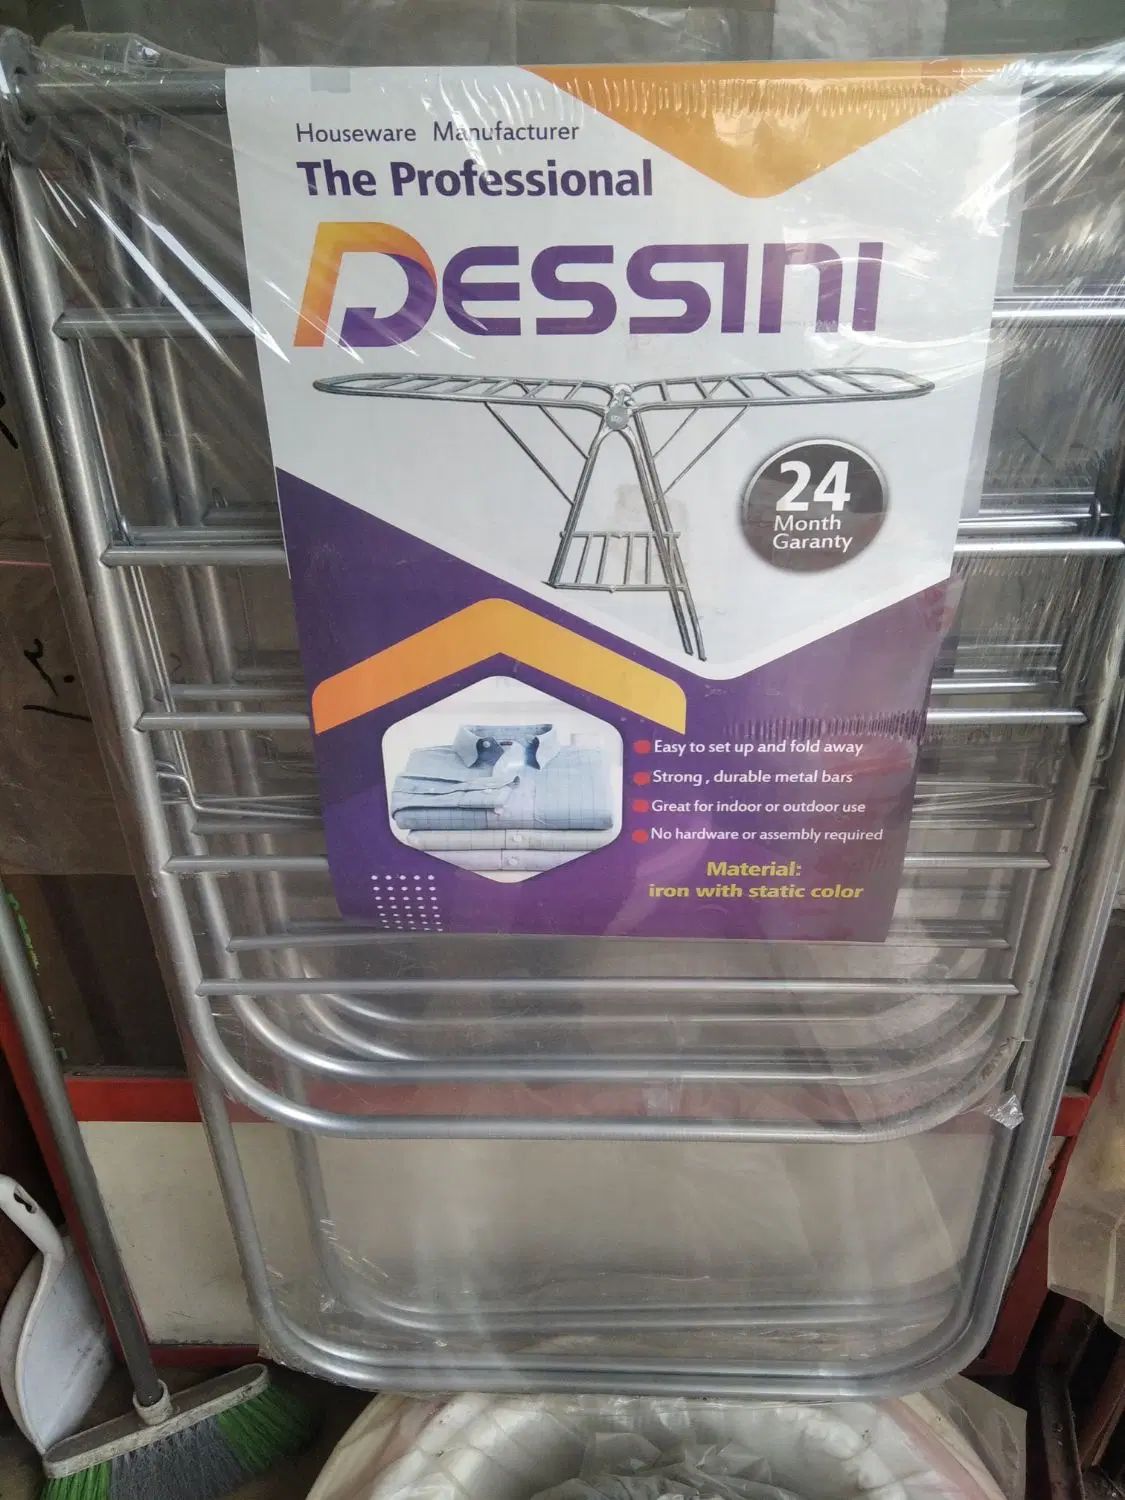 Houseware Manufacturer
The Professional
DESSINI
24
Month
Garanty
Easy to set up and fold away
Strong , durable metal bars
Great for indoor or outdoor use
No hardware or assembly required
Material:
iron with static color